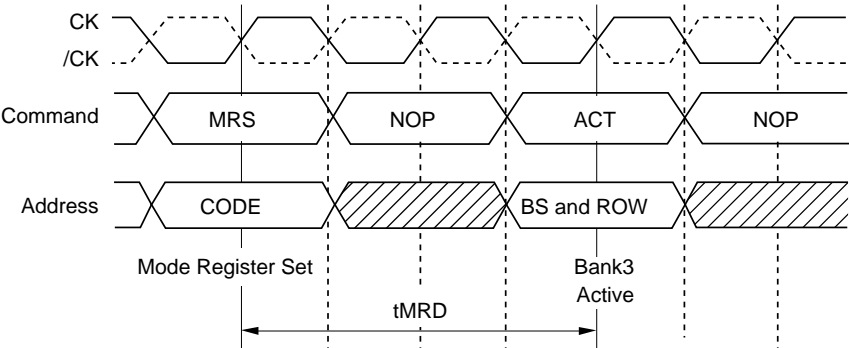 CK
/CK
Command MRS NOP ACT NOP
Address CODE BS and ROW
Mode Register Set Bank3
Active
tMRD